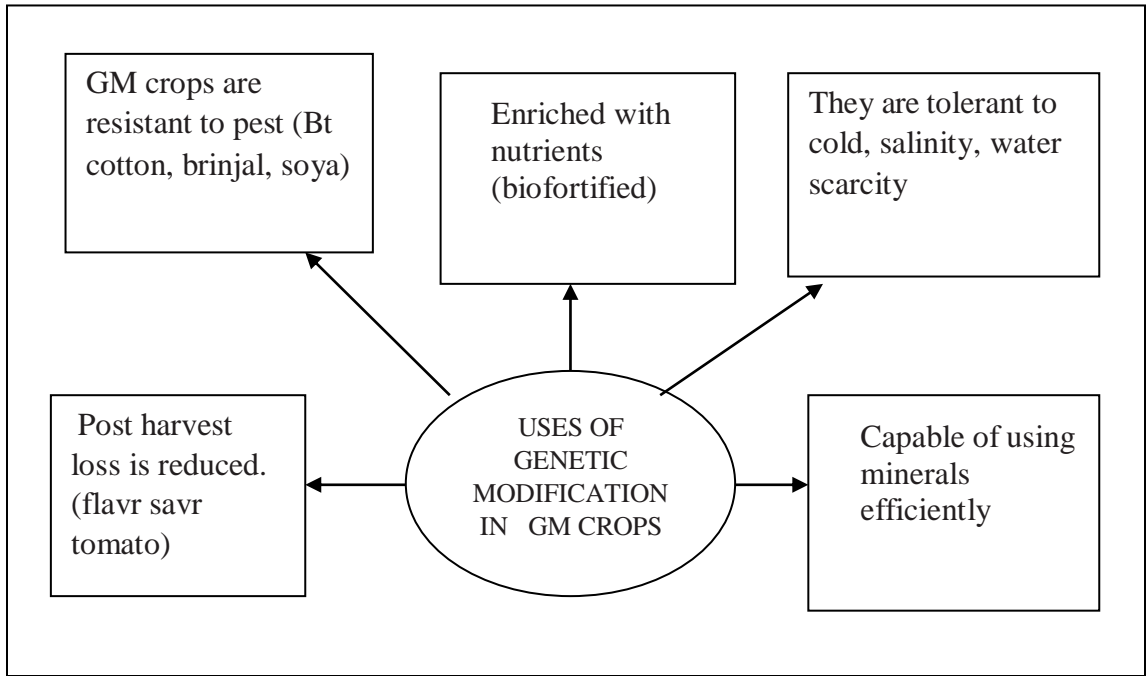 GM crops are
resistant to pest (Bt
cotton, brinjal, soya)
Enriched with
nutrients
(biofortified)
They are tolerant to
cold, salinity, water
scarcity
Post harvest
loss is reduced.
(flavr savr
tomato)
USES OF
GENETIC
MODIFICATION
IN GM CROPS
Capable of using
minerals
efficiently